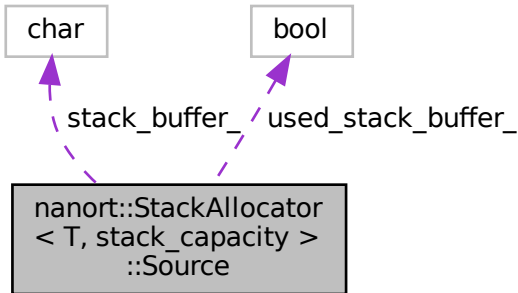 char
bool
stack_buffer_
used_stack_buffer_
nanort::StackAllocator
< T, stack_capacity >
::Source